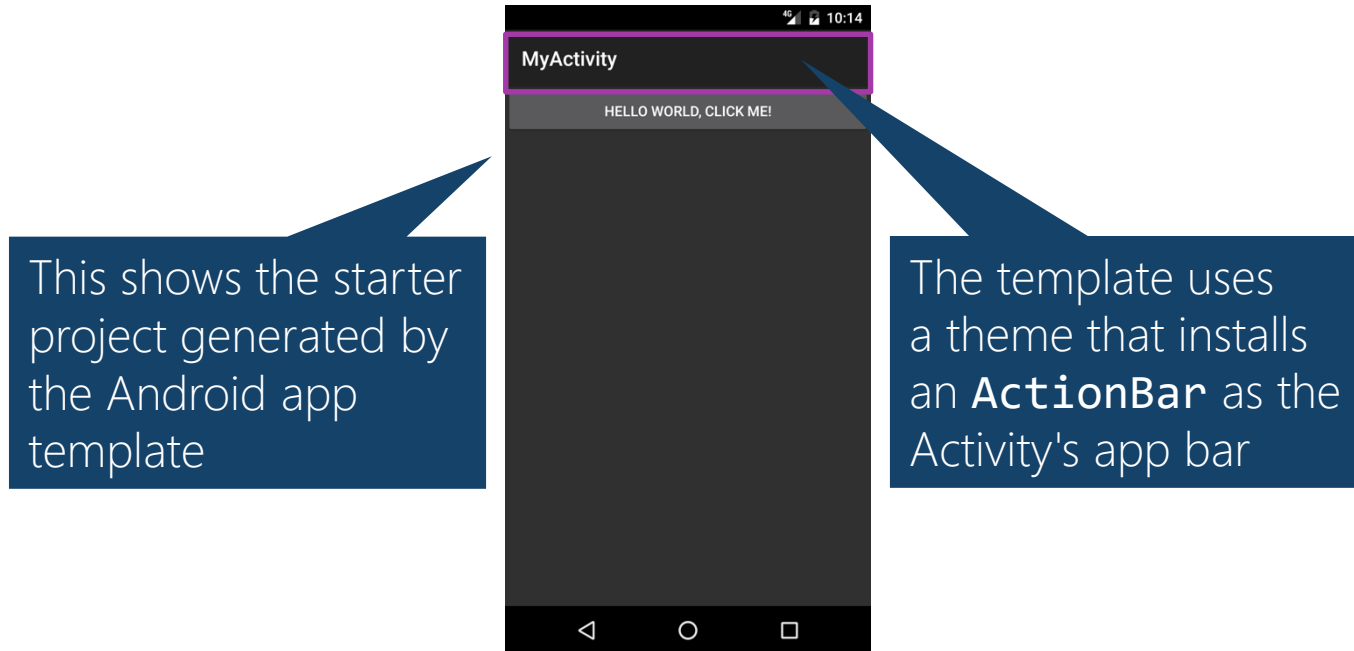 4G 10:14
MyActivity
HELLO WORLD, CLICK ME!
This shows the starter
project generated by
the Android app
template
The template uses
a theme that installs
an ActionBar as the
Activity's app bar